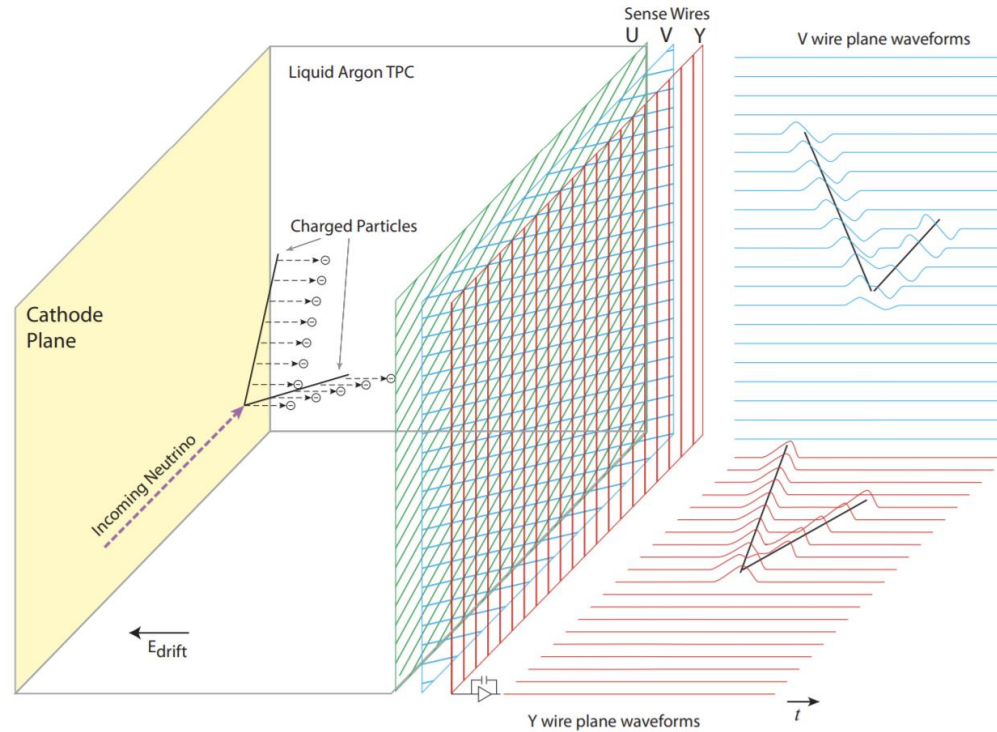 Sense Wires
U V Y
V wire plane waveforms
Liquid Argon TPC
Charged Particles
Cathode
Plane
Incoming Neutrino
Edrift
t
Y wire plane waveforms